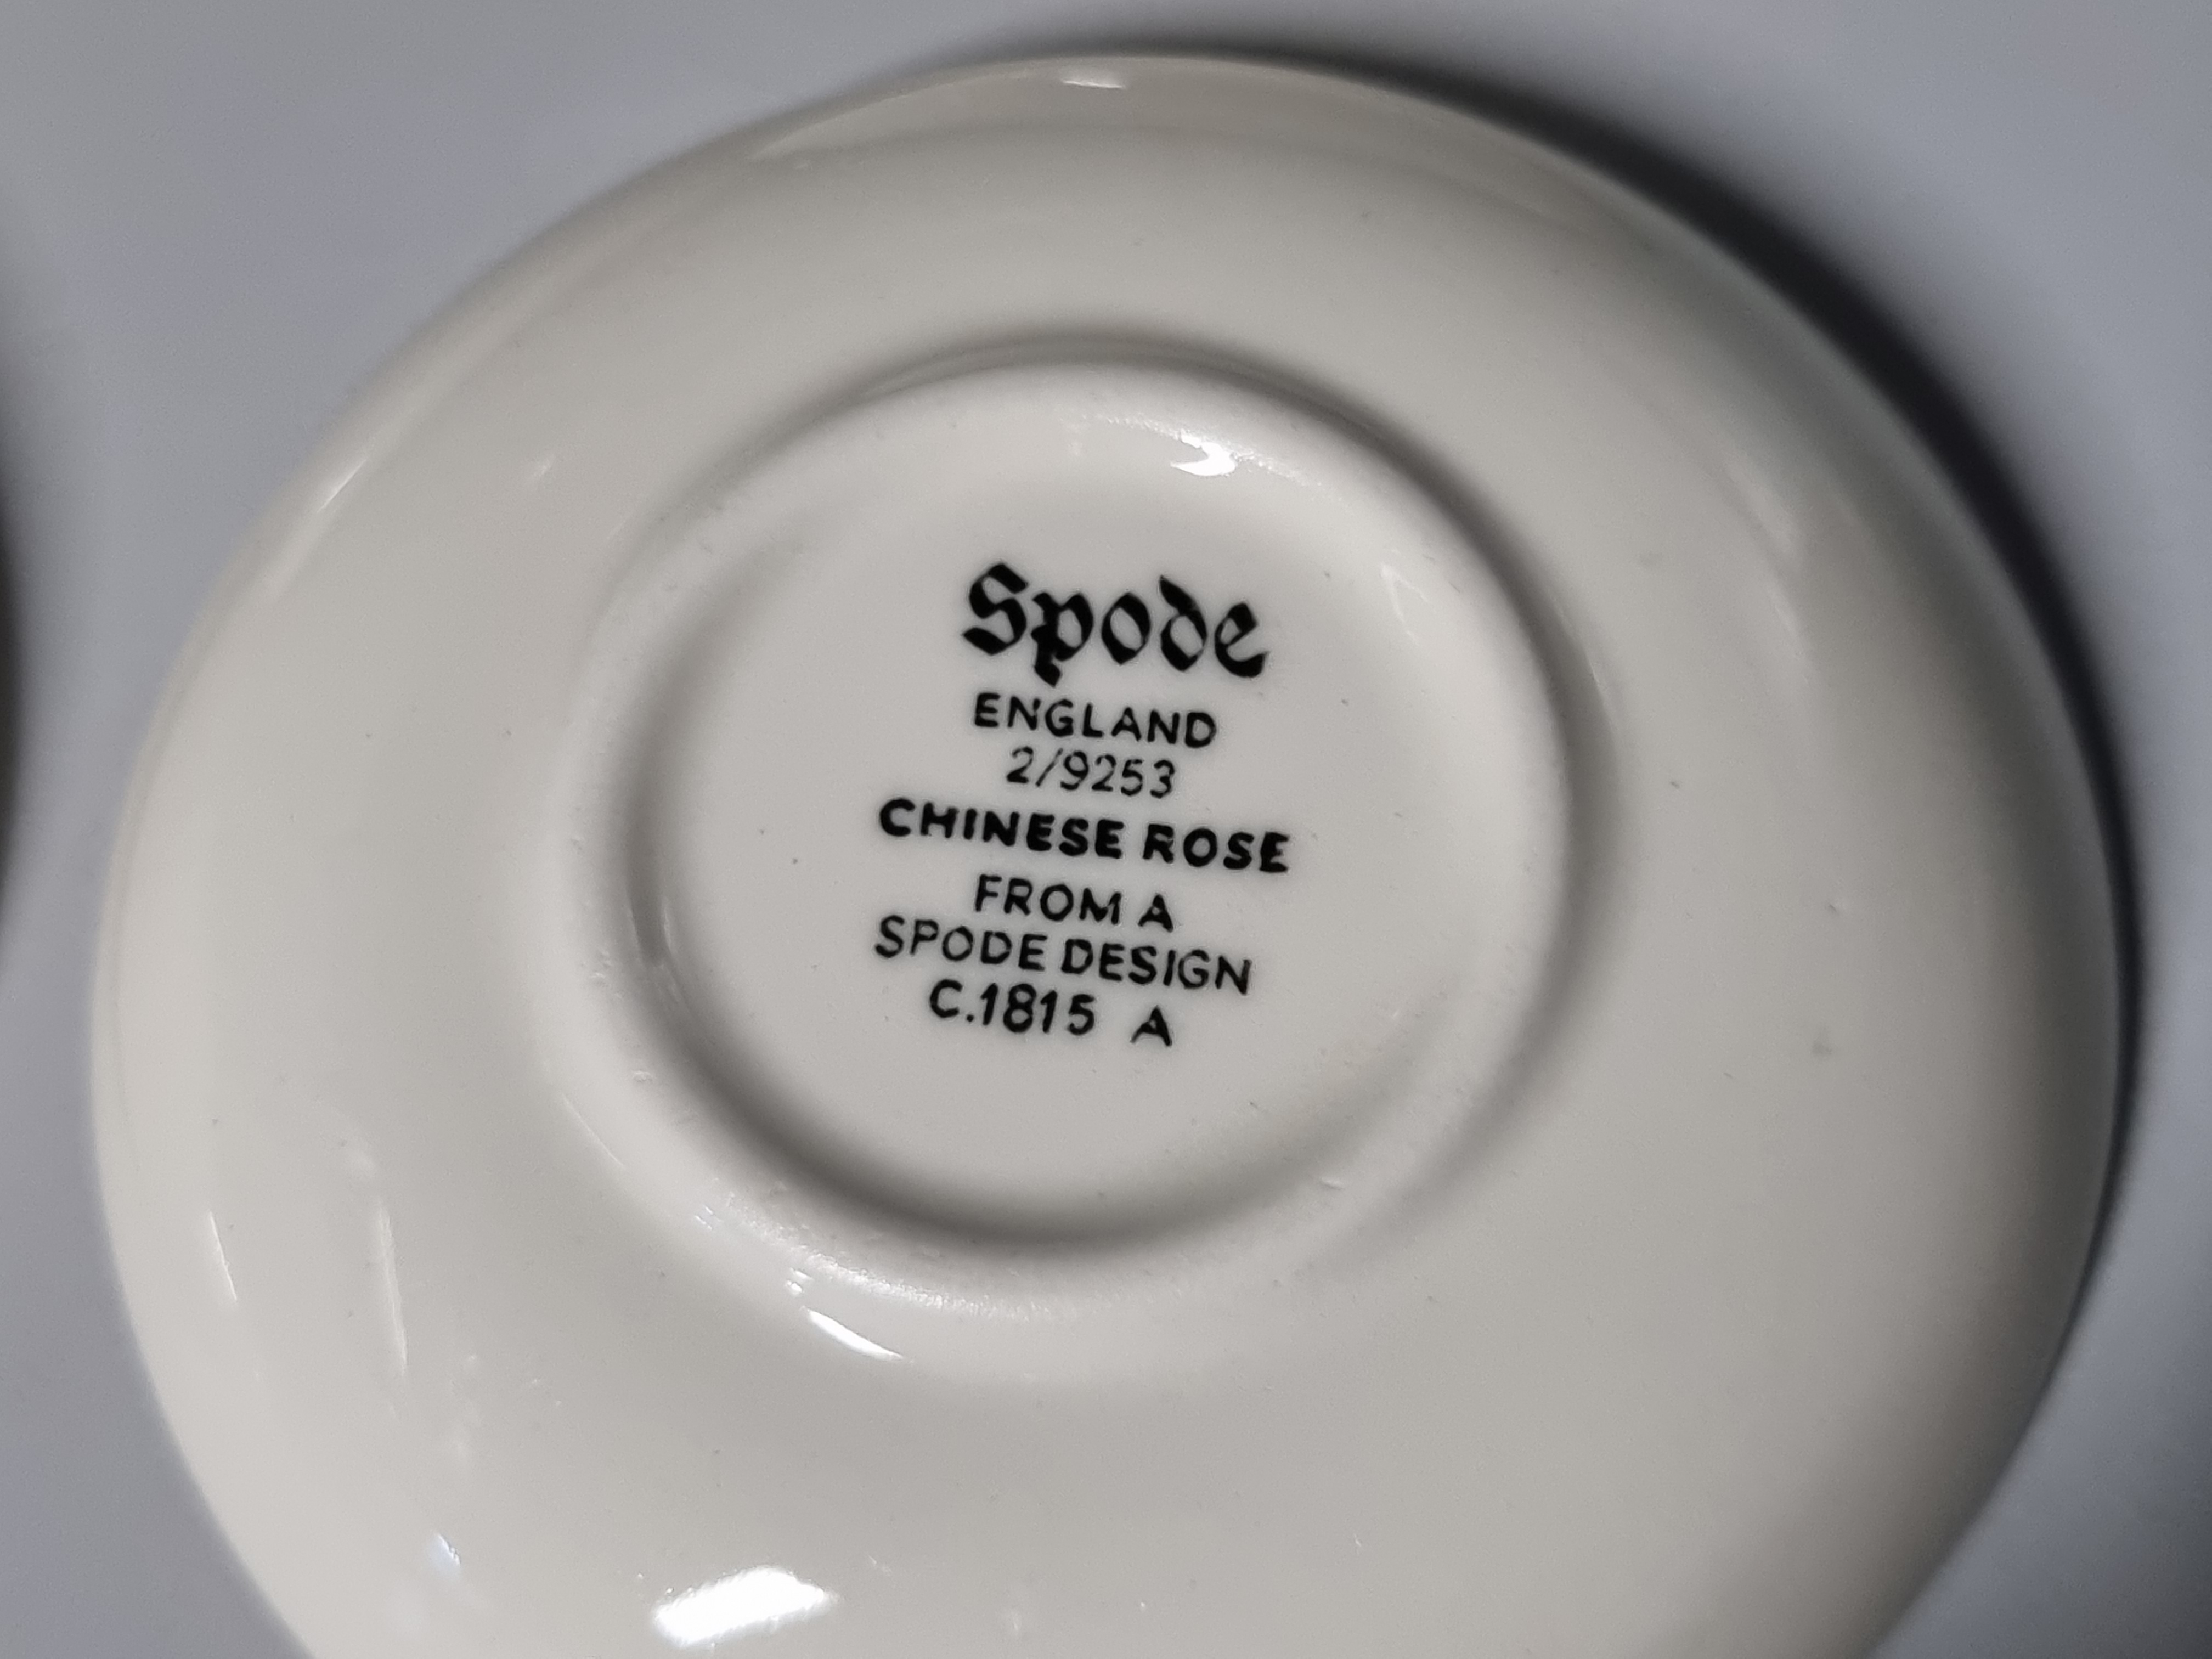 Spode
ENGLAND
2/9253
CHINESE ROSE
FROM A
SPODE DESIGN
C.1815 A